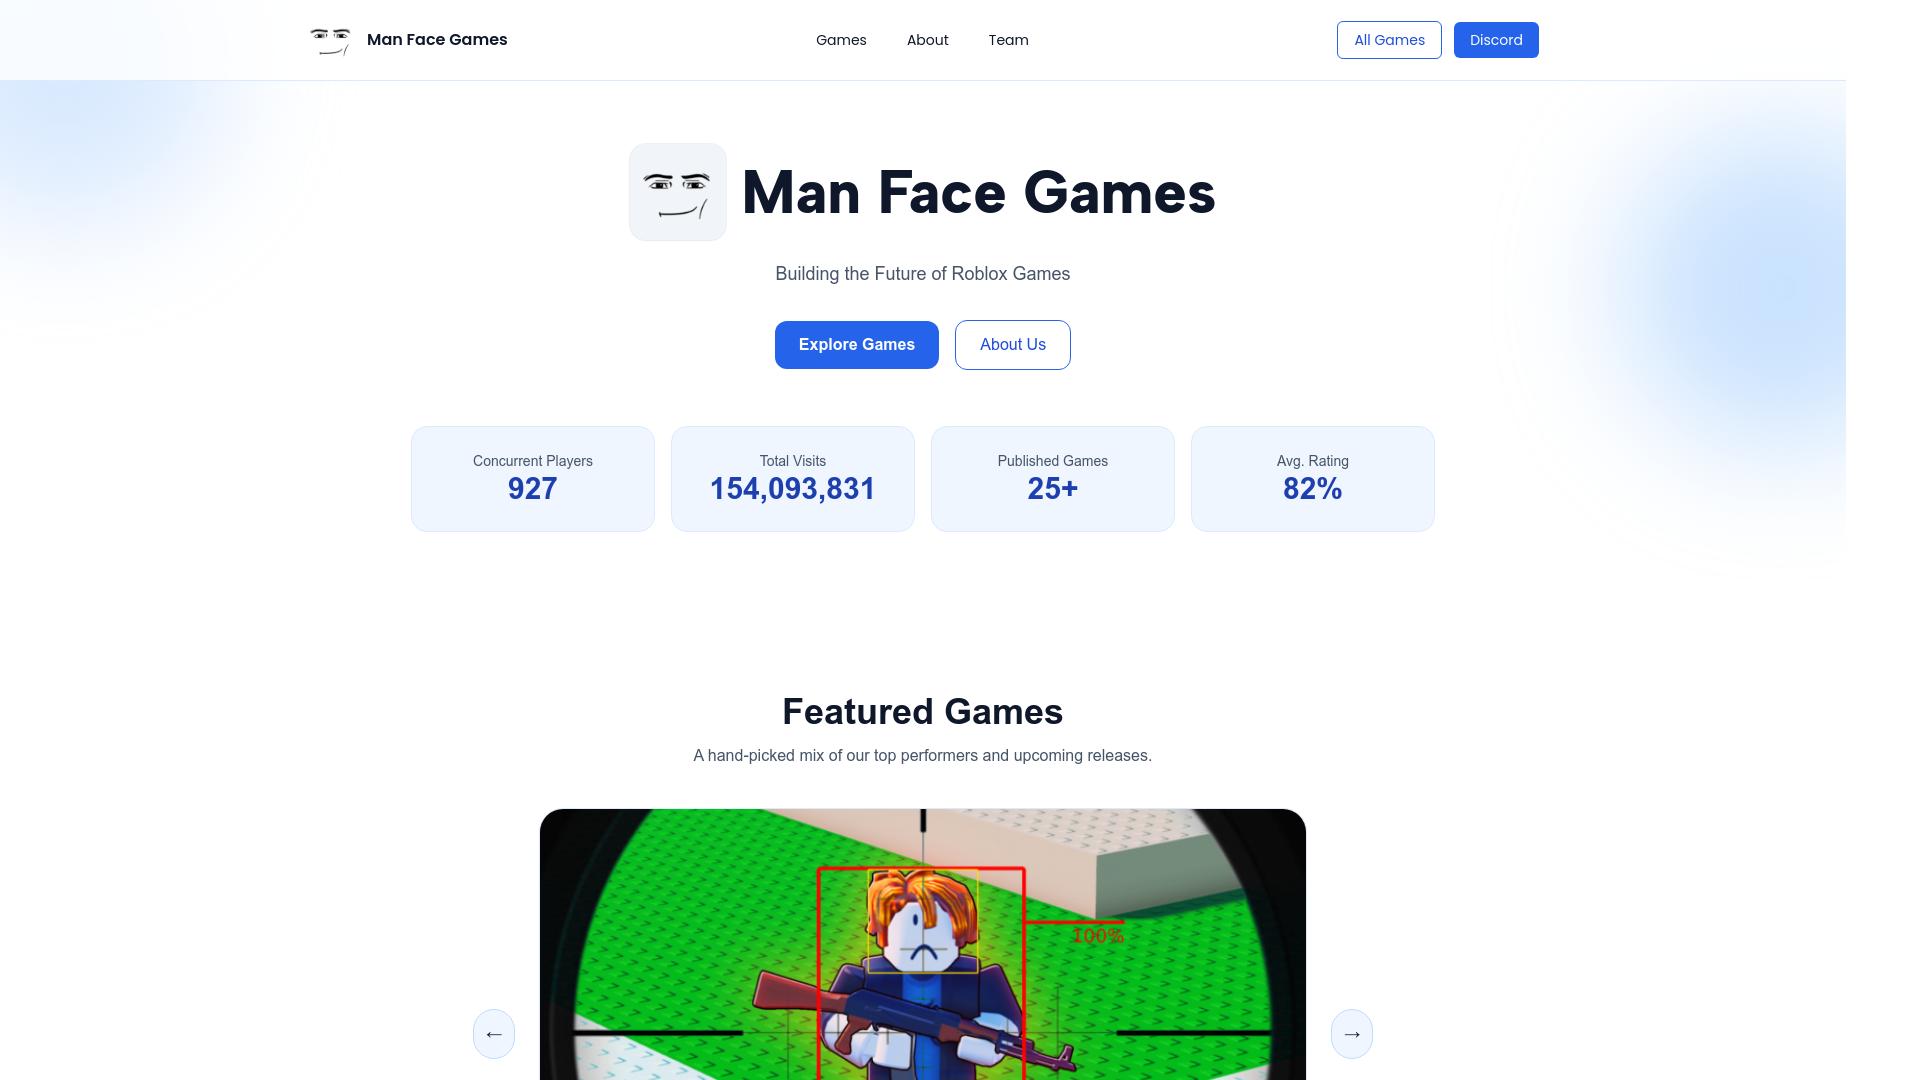 Man Face Games
Games
About
Team
All Games
Discord
Man Face Games
Building the Future of Roblox Games
Explore Games
About Us
Concurrent Players
927
Total Visits
154,093,831
Published Games
25+
Avg. Rating
82%
Featured Games
A hand-picked mix of our top performers and upcoming releases.
100%
←
→